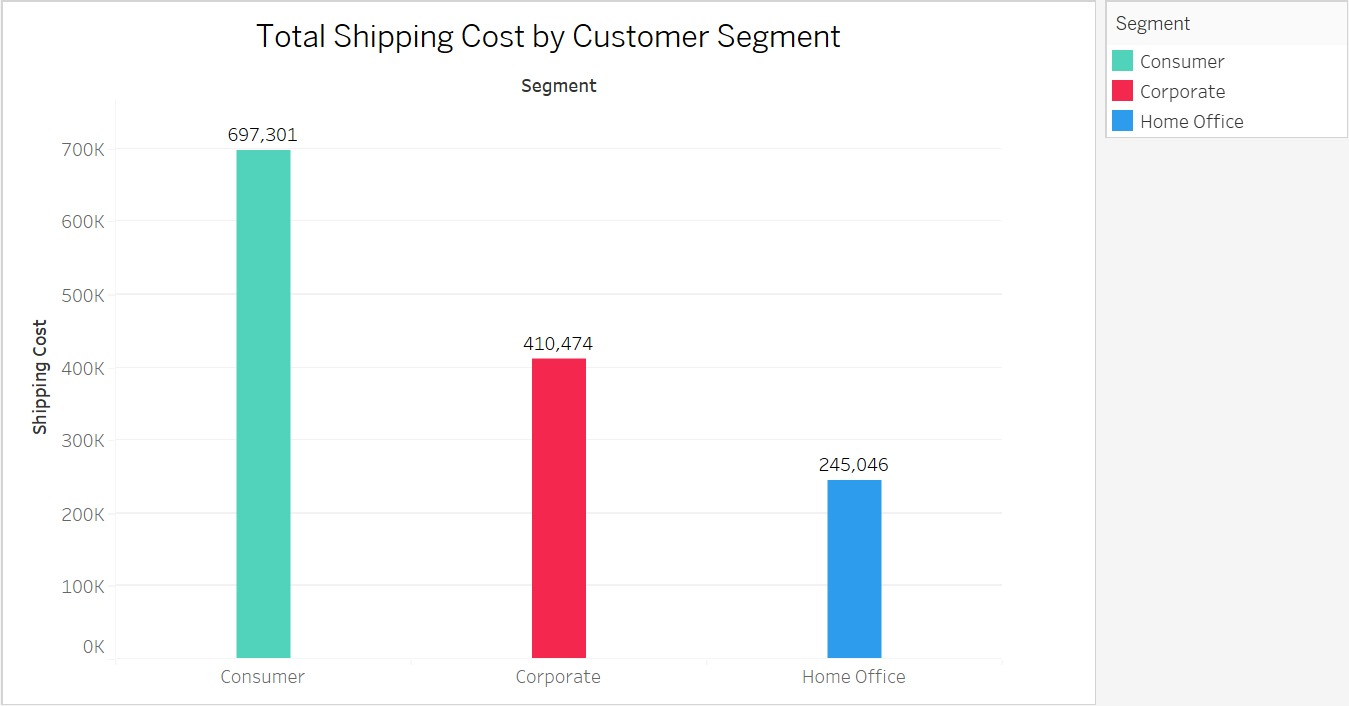 Total Shipping Cost by Customer Segment
Segment
Shipping Cost
700K
600K
500K
400K
300K
200K
100K
0K
697,301
410,474
245,046
Consumer
Corporate
Home Office
Segment
Consumer
Corporate
Home Office